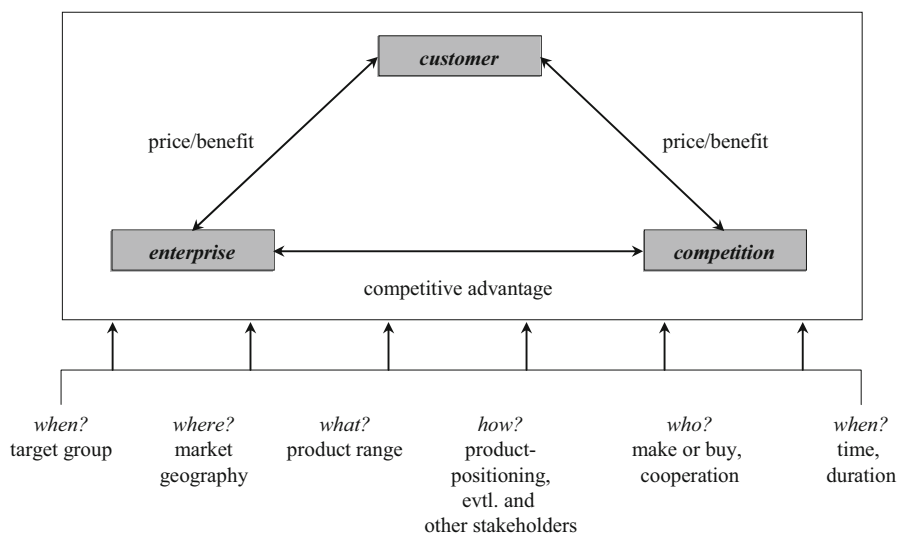 customer
price/benefit
price/benefit
enterprise
competition
competitive advantage
when?
target group
where?
market
geography
what?
product range
how?
product-
positioning,
evtl. and
other stakeholders
who?
make or buy,
cooperation
when?
time,
duration